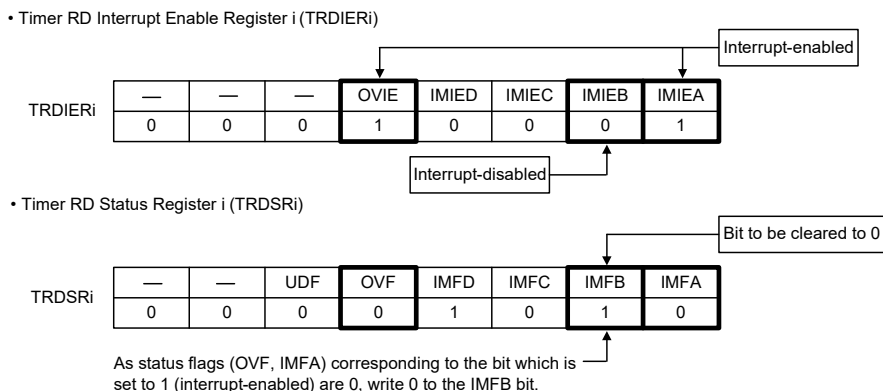 • Timer RD Interrupt Enable Register i (TRDIERi)
Interrupt-enabled
TRDIERi
— — — OVIE IMIED IMIEC IMIEB IMIEA
0 0 0 1 0 0 0 1
Interrupt-disabled
• Timer RD Status Register i (TRDSRi)
Bit to be cleared to 0
TRDSRi
— — UDF OVF IMFD IMFC IMFB IMFA
0 0 0 0 1 0 1 0
As status flags (OVF, IMFA) corresponding to the bit which is
set to 1 (interrupt-enabled) are 0, write 0 to the IMFB bit.